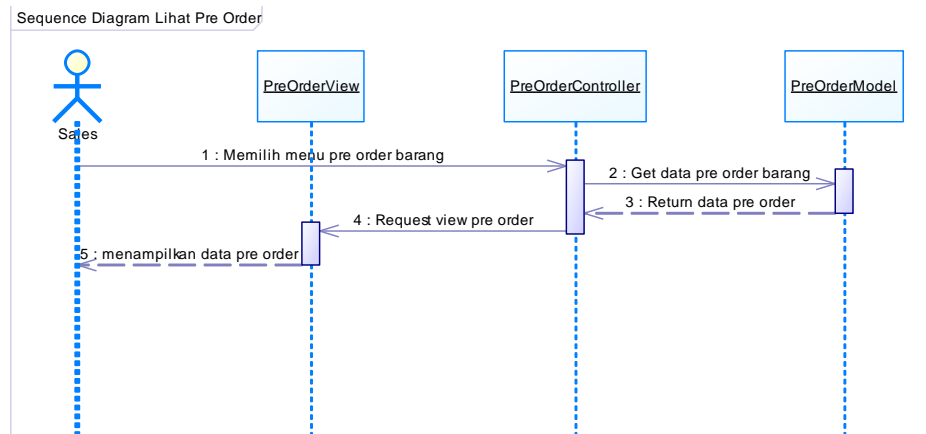 Sequence Diagram Lihat Pre Order
PreOrderView
PreOrderController
PreOrderModel
Sales
1 : Memilih menu pre order barang
2 : Get data pre order barang
3 : Return data pre order
4 : Request view pre order
5 : menampilkan data pre order